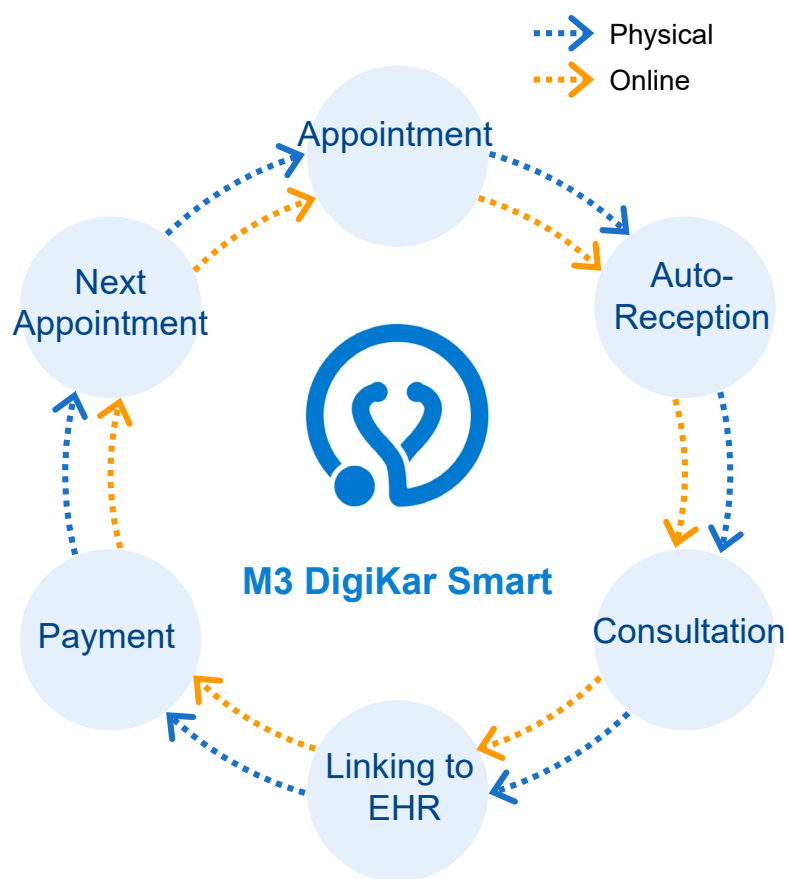 Physical
Online
Appointment
Auto-
Reception
Consultation
Linking to
EHR
Payment
Next
Appointment
M3 DigiKar Smart